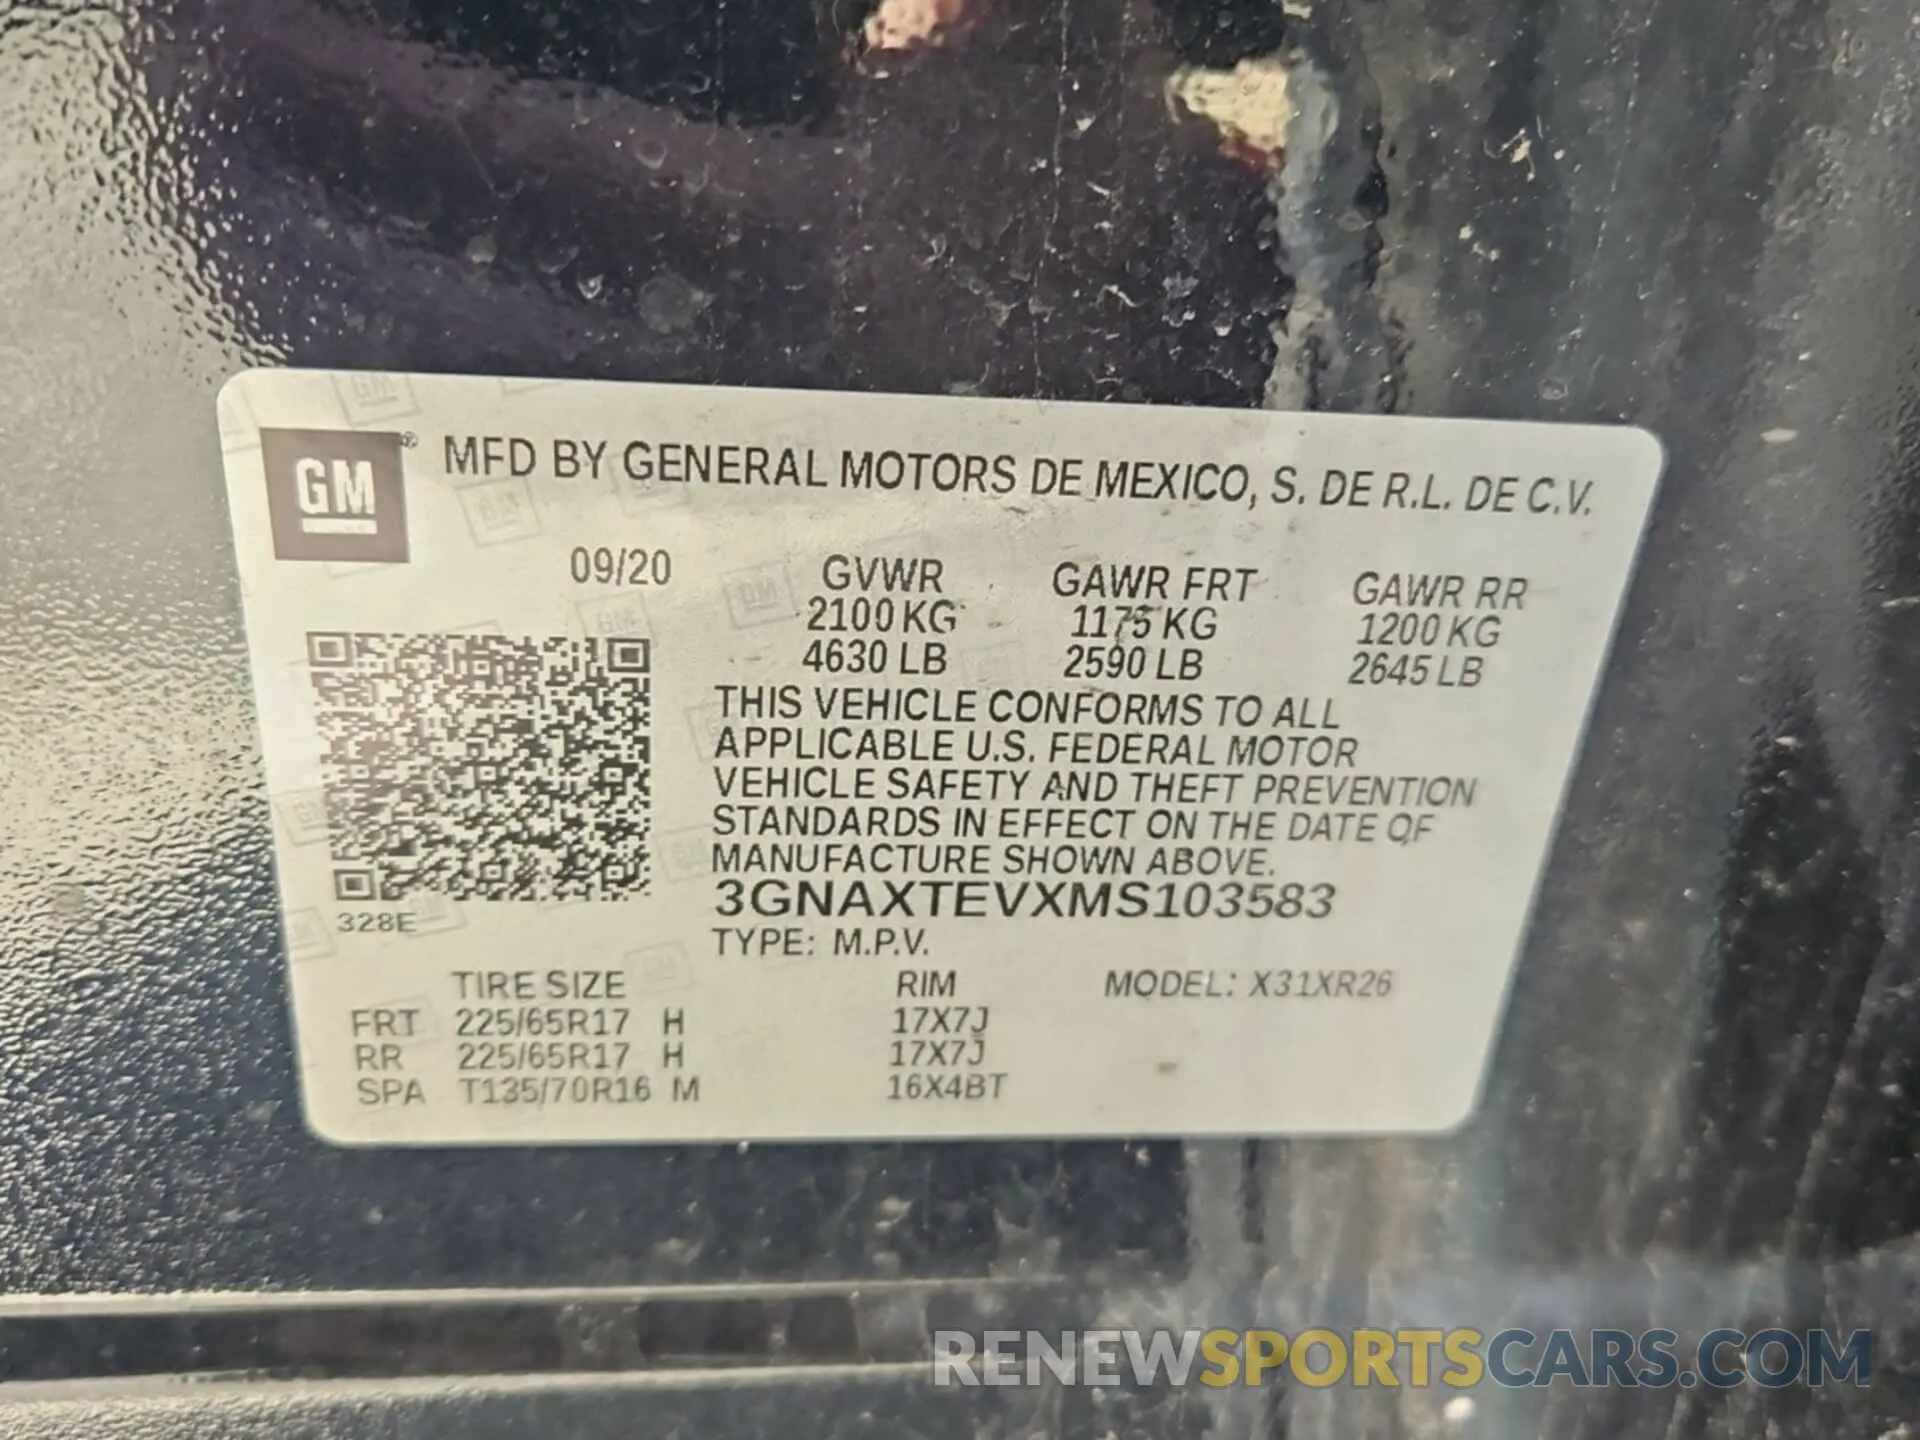 GM® MFD BY GENERAL MOTORS DE MEXICO, S. DE R.L. DE C.V.
09/20 GVWR GAWR FRT GAWR RR
2100 KG 1175 KG 1200 KG
4630 LB 2590 LB 2645 LB
THIS VEHICLE CONFORMS TO ALL
APPLICABLE U.S. FEDERAL MOTOR
VEHICLE SAFETY AND THEFT PREVENTION
STANDARDS IN EFFECT ON THE DATE OF
MANUFACTURE SHOWN ABOVE.
3GNAXTEVXMS103583
328E
TYPE: M.P.V.
TIRE SIZE RIM MODEL: X31XR26
FRT 225/65R17 H 17X7J
RR 225/65R17 H 17X7J
SPA T135/70R16 M 16X4BT
RENEWSPORTSCARS.COM